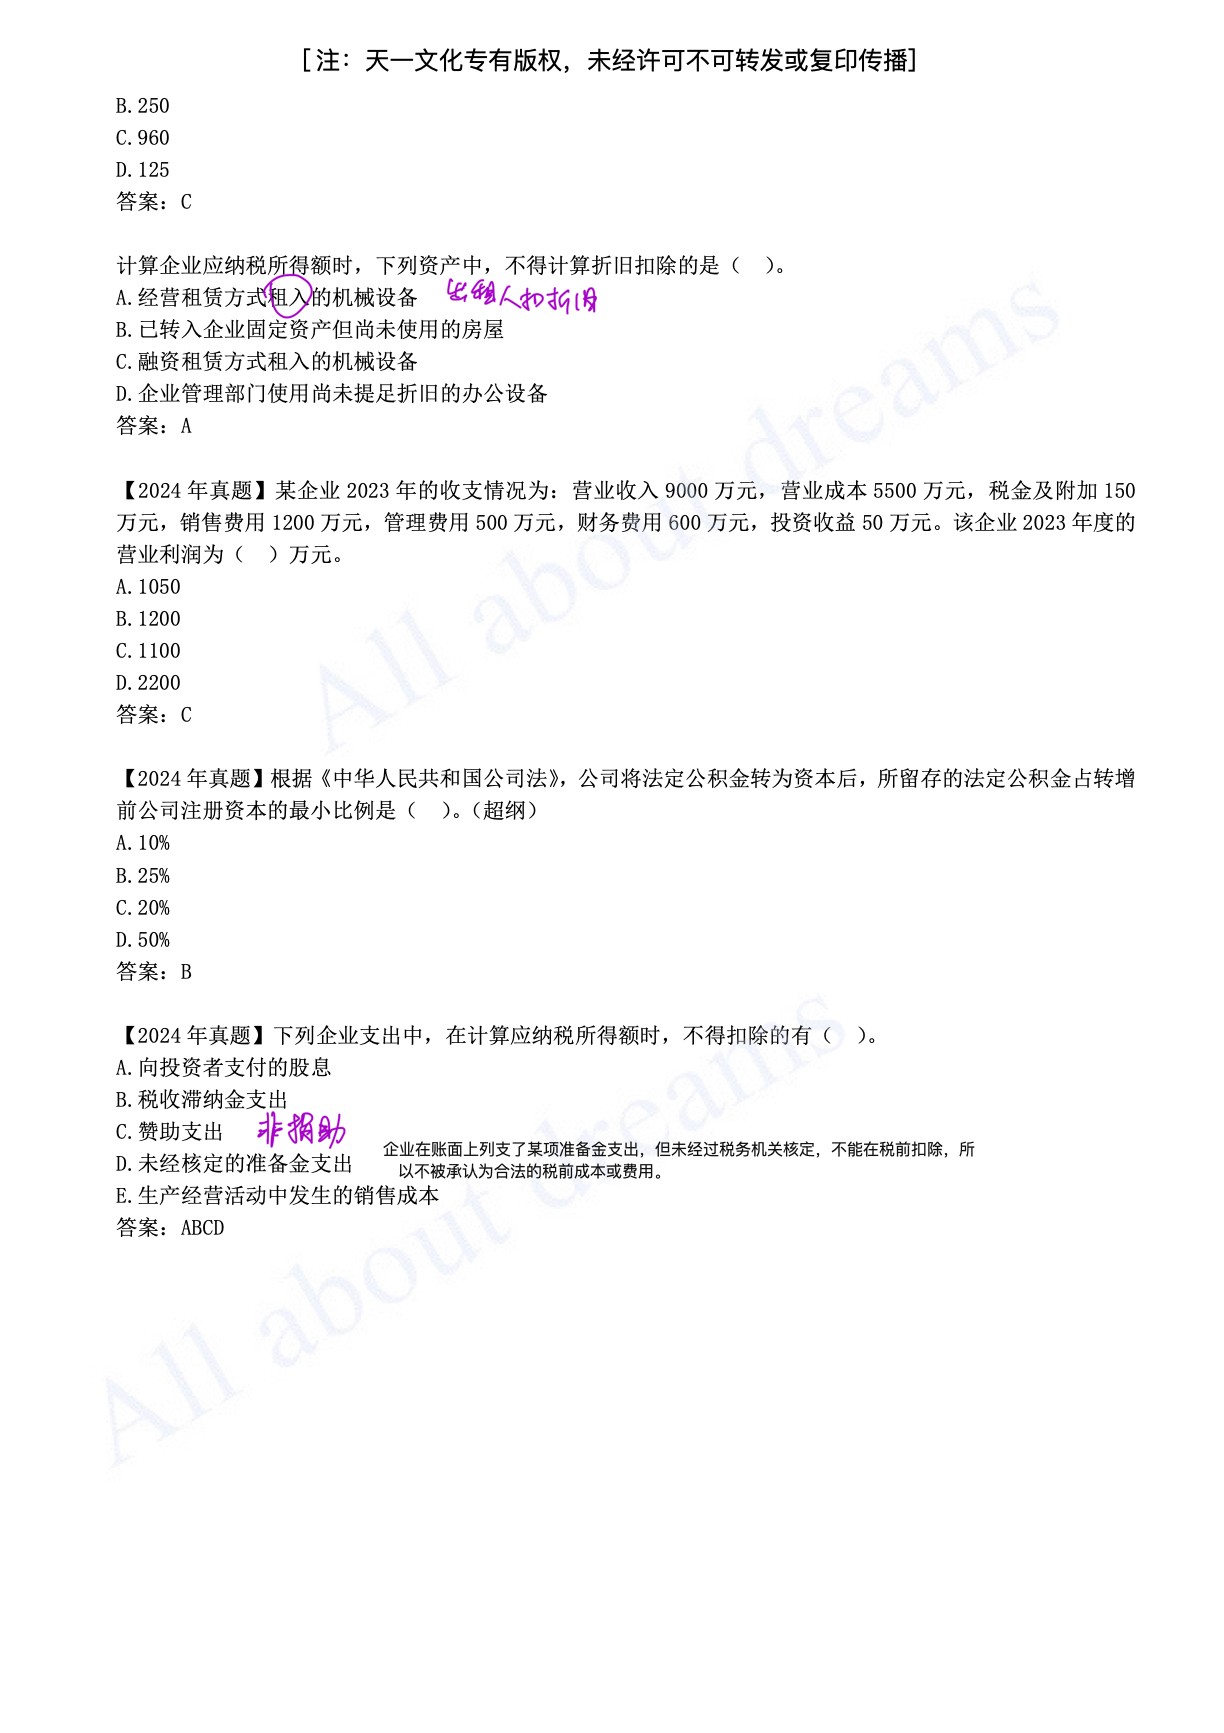 [注：天一文化专有版权，未经许可不可转发或复印传播]
B.250
C.960
D.125
答案：C
计算企业应纳税所得额时，下列资产中，不得计算折旧扣除的是（ ）。
A.经营租赁方式租入的机械设备 出租人扣折旧
B.已转入企业固定资产但尚未使用的房屋
C.融资租赁方式租入的机械设备
D.企业管理部门使用尚未提足折旧的办公设备
答案：A
【2024 年真题】某企业 2023 年的收支情况为：营业收入 9000 万元，营业成本 5500 万元，税金及附加 150
万元，销售费用 1200 万元，管理费用 500 万元，财务费用 600 万元，投资收益 50 万元。该企业 2023 年度的
营业利润为（ ）万元。
A.1050
B.1200
C.1100
D.2200
答案：C
【2024 年真题】根据《中华人民共和国公司法》，公司将法定公积金转为资本后，所留存的法定公积金占转增
前公司注册资本的最小比例是（ ）。（超纲）
A.10%
B.25%
C.20%
D.50%
答案：B
【2024 年真题】下列企业支出中，在计算应纳税所得额时，不得扣除的有（ ）。
A.向投资者支付的股息
B.税收滞纳金支出
C.赞助支出 非捐助
企业在账面上列支了某项准备金支出，但未经过税务机关核定，不能在税前扣除，所
以不被承认为合法的税前成本或费用。
D.未经核定的准备金支出
E.生产经营活动中发生的销售成本
答案：ABCD
All about dreams
All about dreams